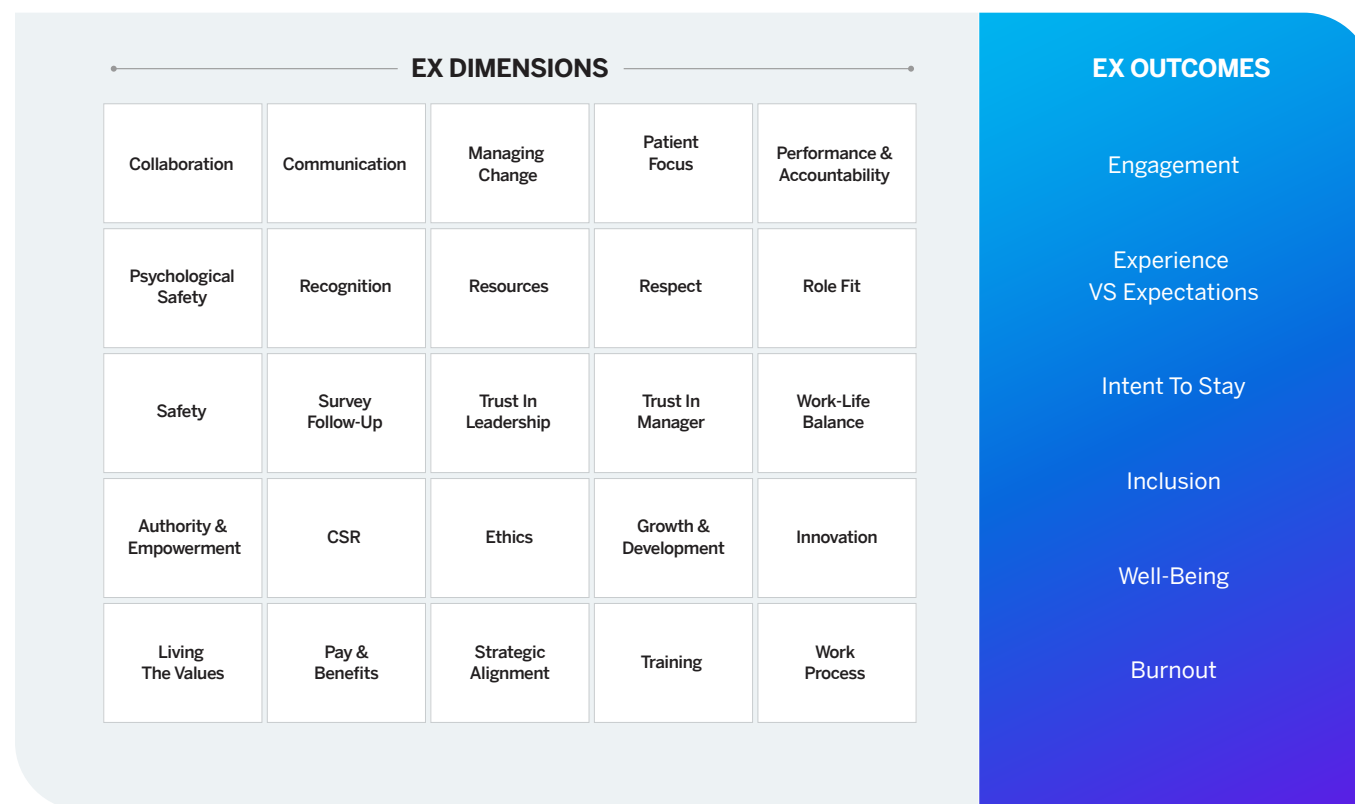 EX DIMENSIONS
Collaboration
Communication
Managing
Change
Patient
Focus
Performance &
Accountability
Psychological
Safety
Recognition
Resources
Respect
Role Fit
Safety
Survey
Follow-Up
Trust In
Leadership
Trust In
Manager
Work-Life
Balance
Authority &
Empowerment
CSR
Ethics
Growth &
Development
Innovation
Living
The Values
Pay &
Benefits
Strategic
Alignment
Training
Work
Process
EX OUTCOMES
Engagement
Experience
VS Expectations
Intent To Stay
Inclusion
Well-Being
Burnout